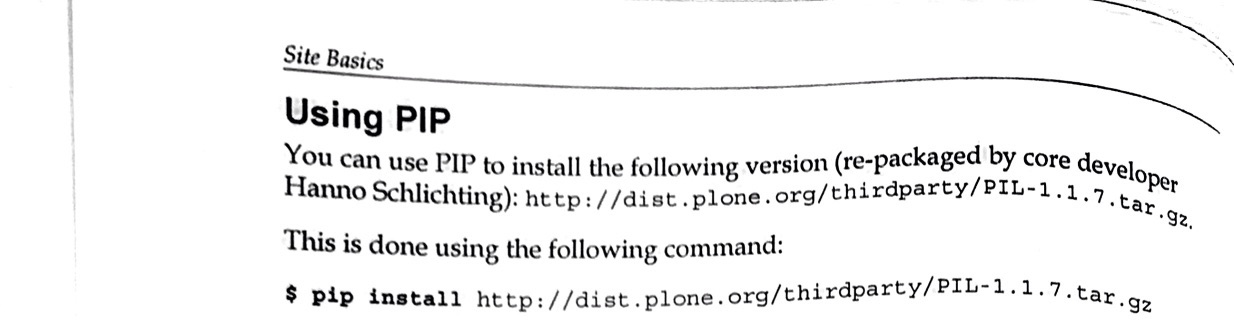 Site Basics
Using PIP
You can use PIP to install the following version (re-packaged by core developer
Hanno Schlichting): http://dist.plone.org/thirdparty/PIL-1.1.7.tar.gz.
This is done using the following command:
$ pip install http://dist.plone.org/thirdparty/PIL-1.1.7.tar.gz